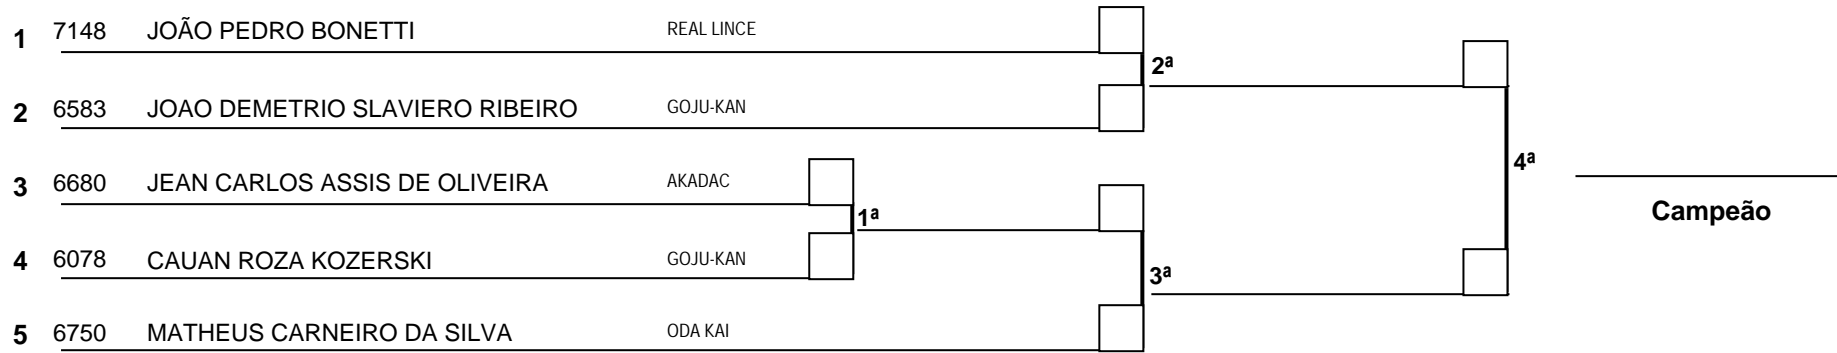 1 7148 JOÃO PEDRO BONETTI REAL LINCE
2ª
2 6583 JOAO DEMETRIO SLAVIERO RIBEIRO GOJU-KAN
3 6680 JEAN CARLOS ASSIS DE OLIVEIRA AKADAC
4ª
1ª
Campeão
4 6078 CAUAN ROZA KOZERSKI GOJU-KAN
3ª
5 6750 MATHEUS CARNEIRO DA SILVA ODA KAI